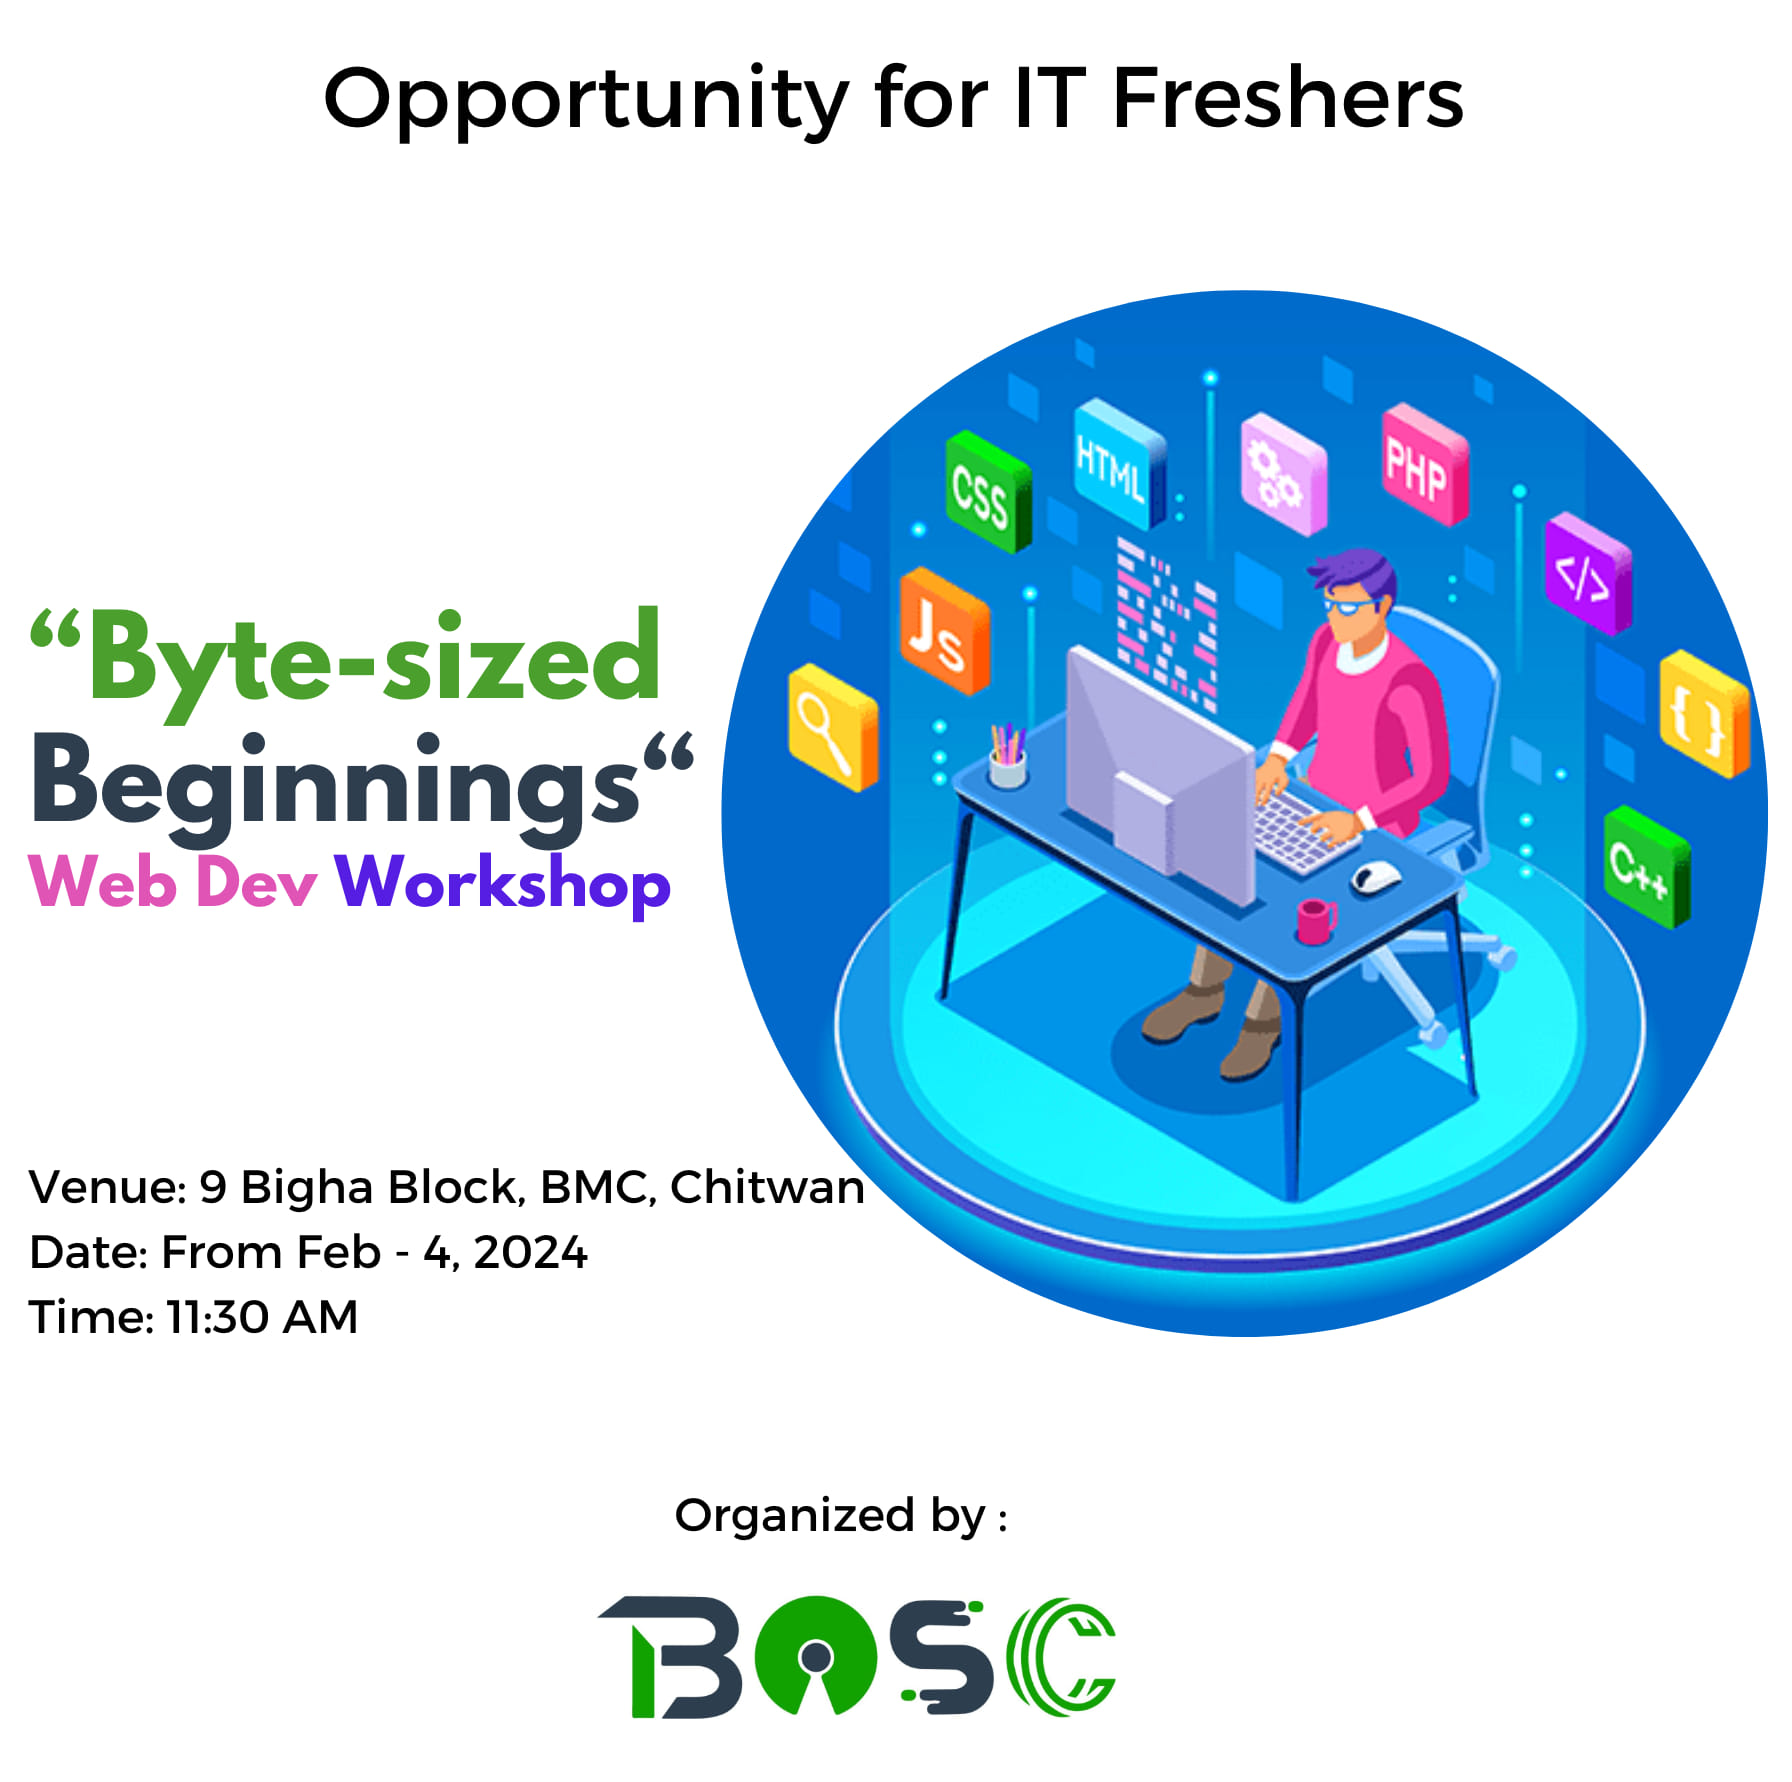 Opportunity for IT Freshers
“Byte-sized
Beginnings“
Web Dev Workshop
Venue: 9 Bigha Block, BMC, Chitwan
Date: From Feb - 4, 2024
Time: 11:30 AM
CSS
HTML
PHP
</>
Js
{ }
C++
Organized by :
BOSC